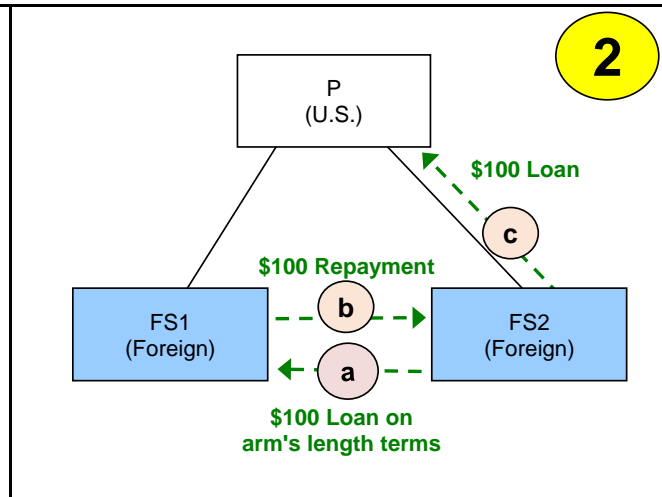 2
P
(U.S.)
$100 Loan
c
$100 Repayment
b
FS1
(Foreign)
FS2
(Foreign)
a
$100 Loan on
arm's length terms